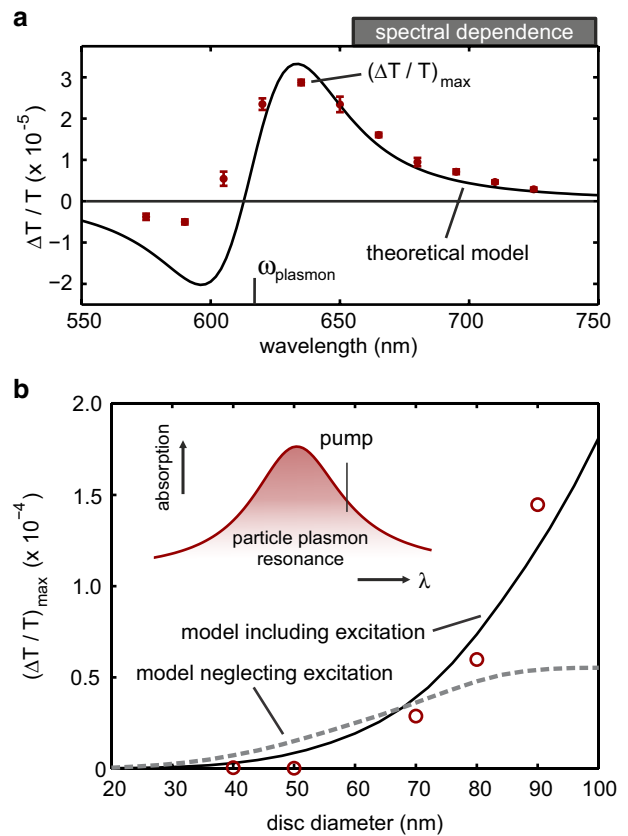 a
spectral dependence
3
2
1
0
−1
−2
ΔT / T (x 10⁻⁵)
(ΔT / T)max
theoretical model
ωplasmon
550
600
650
700
750
wavelength (nm)
b
2.0
1.5
1.0
0.5
0
(ΔT / T)max (x 10⁻⁴)
absorption
pump
particle plasmon
resonance
λ
model including excitation
model neglecting excitation
20
30
40
50
60
70
80
90
100
disc diameter (nm)